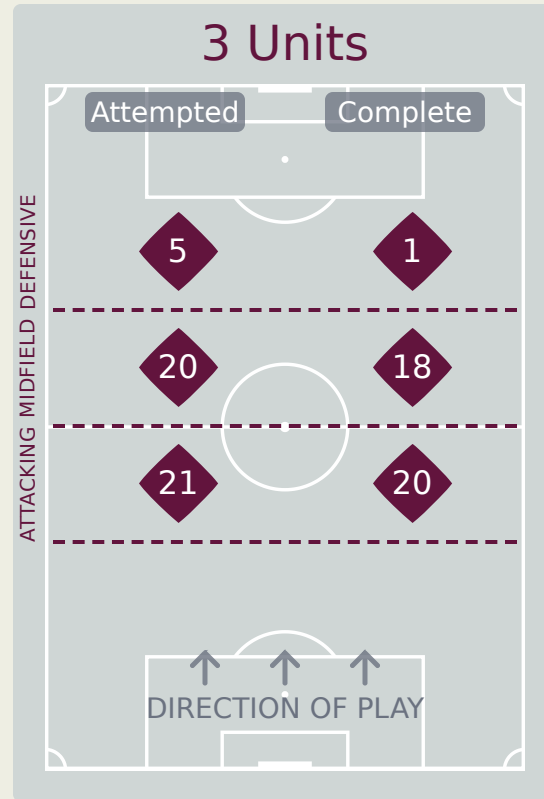 3 Units
Attempted Complete
5 1
20 18
21 20
ATTACKING MIDFIELD DEFENSIVE
DIRECTION OF PLAY